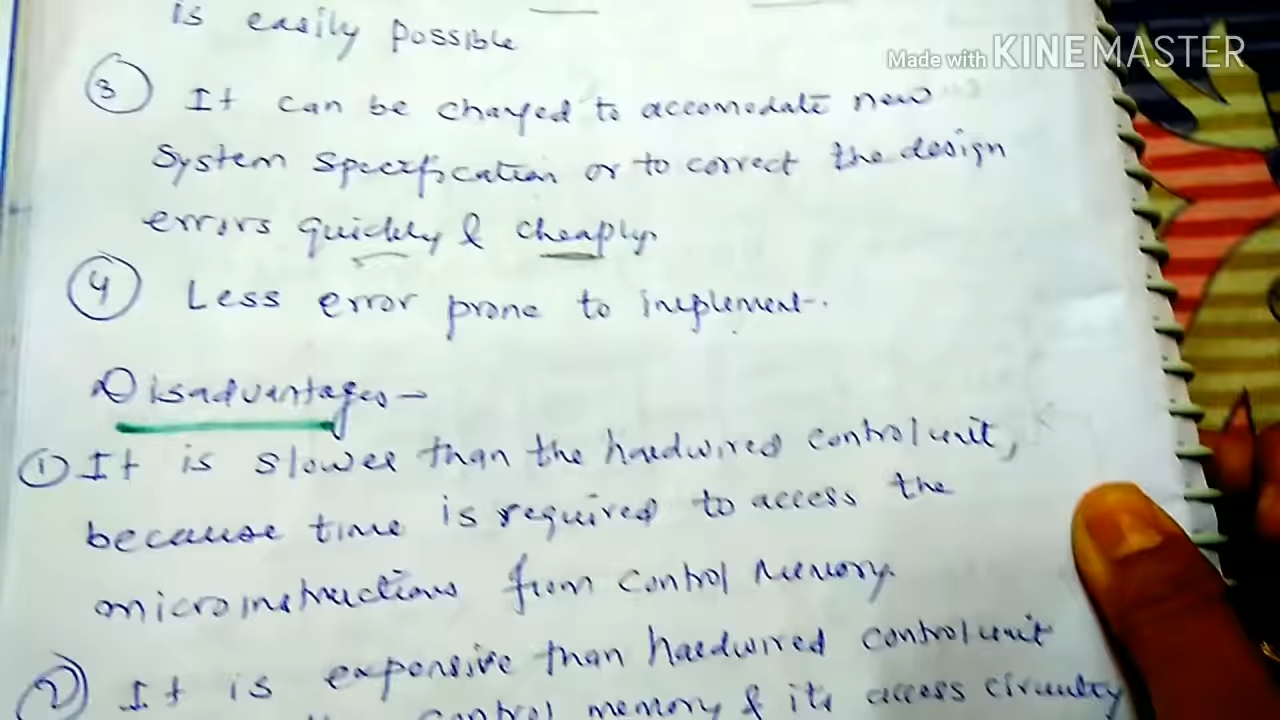 is easily possible
Made with KINEMASTER
3 It can be changed to accomodate new
System specification or to correct the design
errors quickly & cheaply.
4 Less error prone to implement.
Disadvantages -
1 It is slower than the hardwired control unit,
because time is required to access the
microinstructions from control memory.
2 It is expensive than hardwired control unit
control memory & its access circuitry